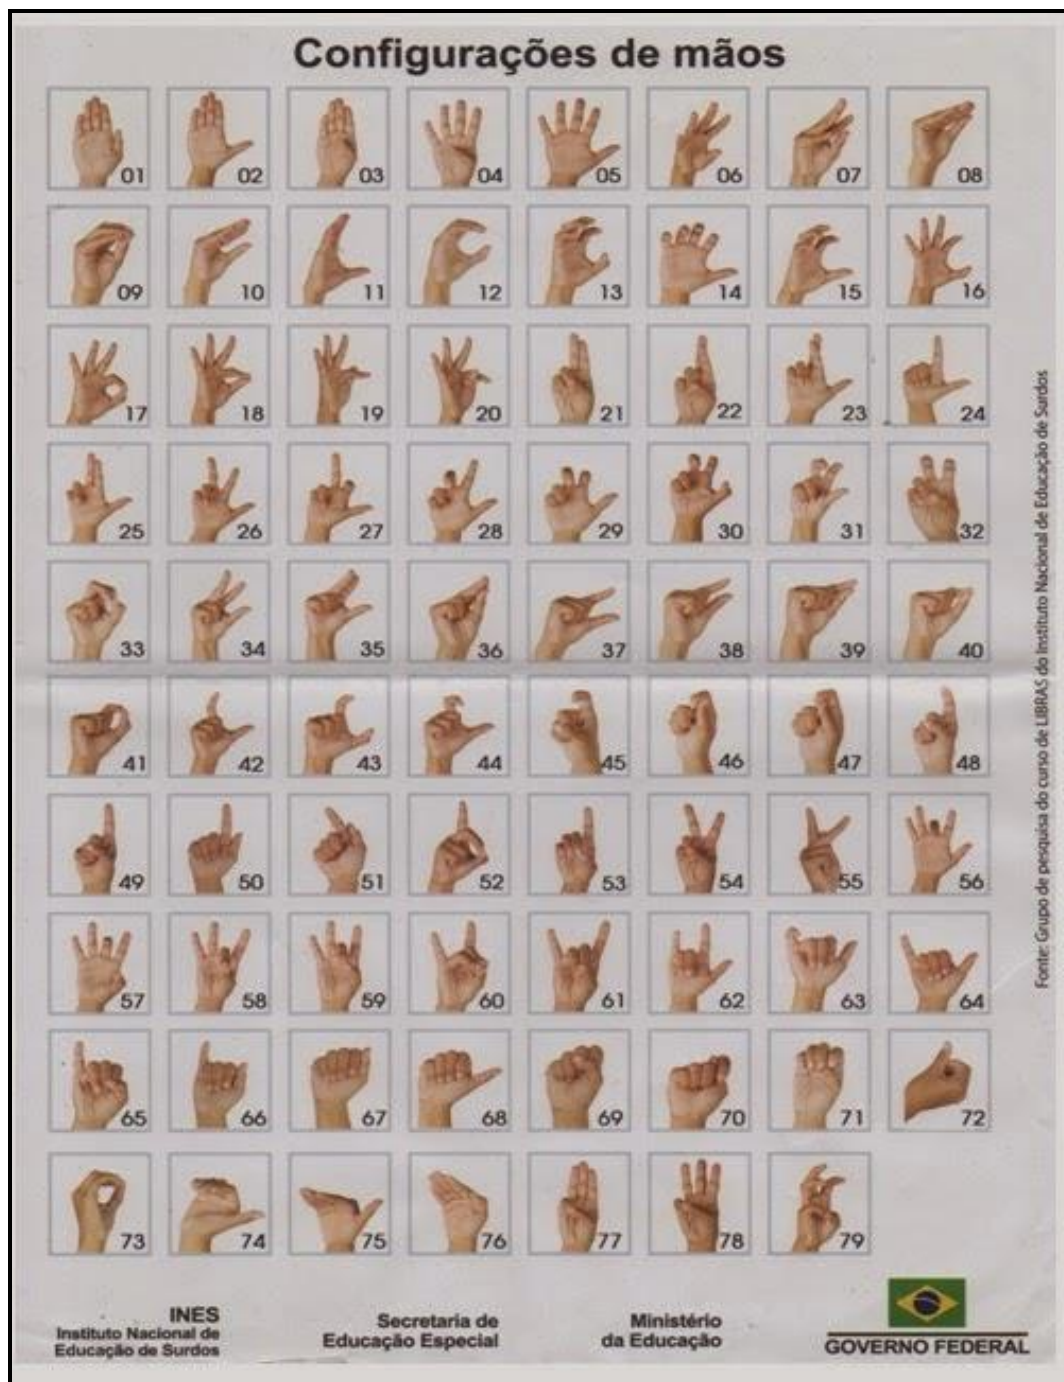 Configurações de mãos
01 02 03 04 05 06 07 08
09 10 11 12 13 14 15 16
17 18 19 20 21 22 23 24
25 26 27 28 29 30 31 32
33 34 35 36 37 38 39 40
41 42 43 44 45 46 47 48
49 50 51 52 53 54 55 56
57 58 59 60 61 62 63 64
65 66 67 68 69 70 71 72
73 74 75 76 77 78 79
Fonte: Grupo de pesquisa do curso de LIBRAS do Instituto Nacional de Educação de Surdos
INES
Instituto Nacional de
Educação de Surdos
Secretaria de
Educação Especial
Ministério
da Educação
GOVERNO FEDERAL